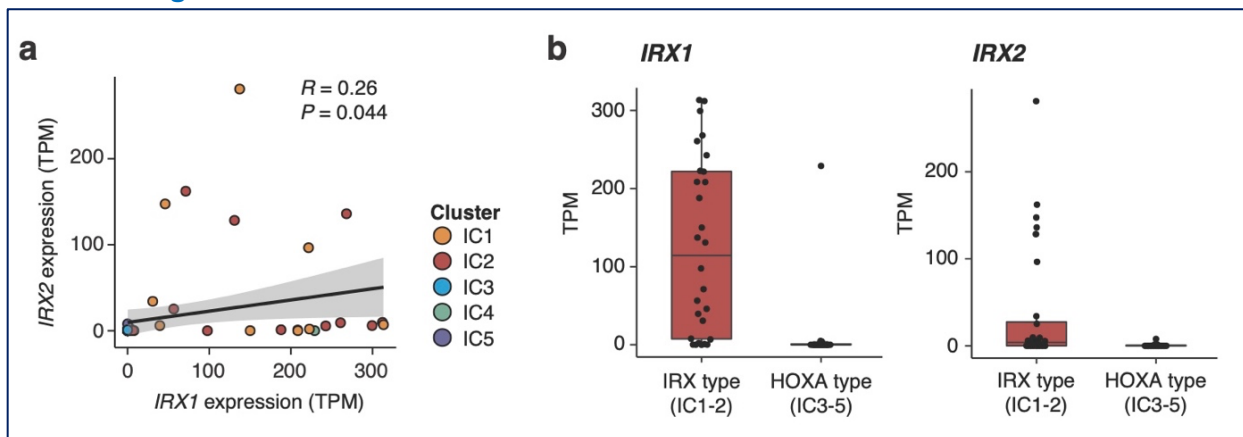 a
R = 0.26
P = 0.044
IRX2 expression (TPM)
200
100
0
0
100
200
300
IRX1 expression (TPM)
Cluster
IC1
IC2
IC3
IC4
IC5
b
IRX1
TPM
300
200
100
0
IRX type
(IC1-2)
HOXA type
(IC3-5)
IRX2
TPM
200
100
0
IRX type
(IC1-2)
HOXA type
(IC3-5)